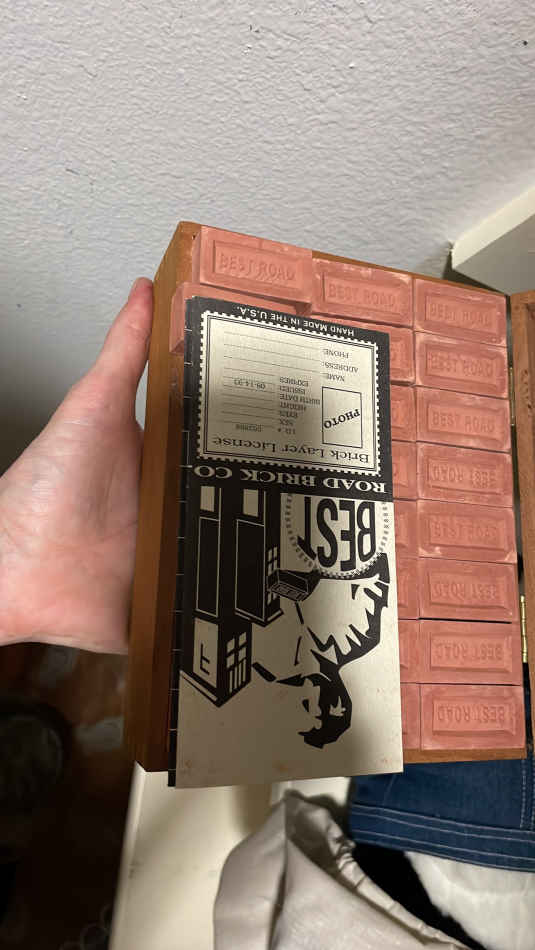 BEST ROAD
BEST ROAD
BEST ROAD
BEST ROAD
BEST ROAD
BEST ROAD
BEST ROAD
BEST ROAD
BEST ROAD
BEST ROAD
BEST
ROAD BRICK CO.
Brick Layer License
PHOTO
I.D. #
SEX:
EYES:
HEIGHT:
BIRTH DATE
ISSUED:
EXPIRES
09-14-93
NAME:
ADDRESS:
PHONE:
HAND MADE IN THE U.S.A.